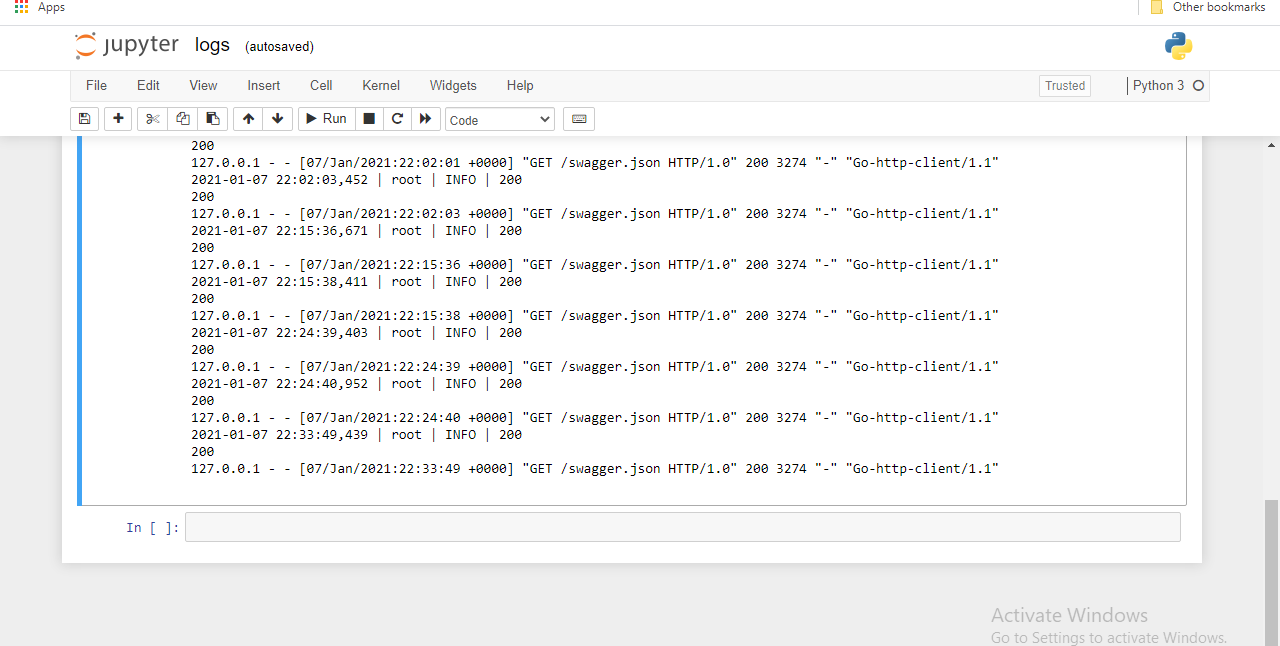 Apps
Other bookmarks
jupyter logs (autosaved)
File Edit View Insert Cell Kernel Widgets Help Trusted Python 3
Run Code
200
127.0.0.1 - - [07/Jan/2021:22:02:01 +0000] "GET /swagger.json HTTP/1.0" 200 3274 "-" "Go-http-client/1.1"
2021-01-07 22:02:03,452 | root | INFO | 200
200
127.0.0.1 - - [07/Jan/2021:22:02:03 +0000] "GET /swagger.json HTTP/1.0" 200 3274 "-" "Go-http-client/1.1"
2021-01-07 22:15:36,671 | root | INFO | 200
200
127.0.0.1 - - [07/Jan/2021:22:15:36 +0000] "GET /swagger.json HTTP/1.0" 200 3274 "-" "Go-http-client/1.1"
2021-01-07 22:15:38,411 | root | INFO | 200
200
127.0.0.1 - - [07/Jan/2021:22:15:38 +0000] "GET /swagger.json HTTP/1.0" 200 3274 "-" "Go-http-client/1.1"
2021-01-07 22:24:39,403 | root | INFO | 200
200
127.0.0.1 - - [07/Jan/2021:22:24:39 +0000] "GET /swagger.json HTTP/1.0" 200 3274 "-" "Go-http-client/1.1"
2021-01-07 22:24:40,952 | root | INFO | 200
200
127.0.0.1 - - [07/Jan/2021:22:24:40 +0000] "GET /swagger.json HTTP/1.0" 200 3274 "-" "Go-http-client/1.1"
2021-01-07 22:33:49,439 | root | INFO | 200
200
127.0.0.1 - - [07/Jan/2021:22:33:49 +0000] "GET /swagger.json HTTP/1.0" 200 3274 "-" "Go-http-client/1.1"
In [ ]:
Activate Windows
Go to Settings to activate Windows.